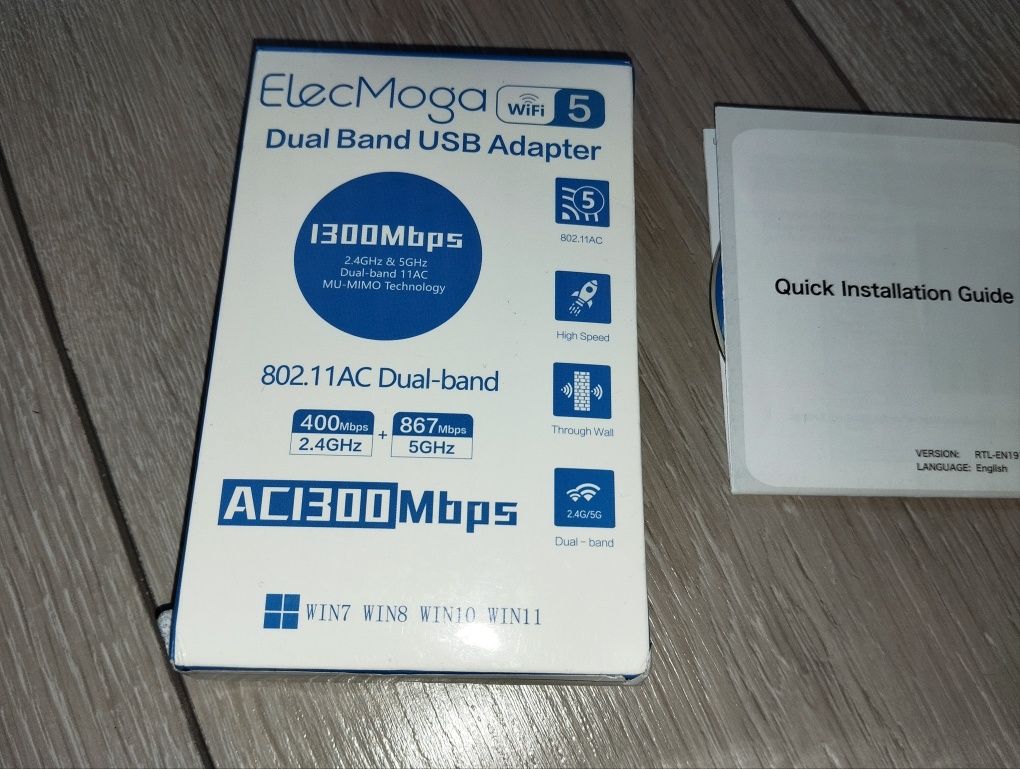 ElecMoga WiFi 5
Dual Band USB Adapter
1300Mbps
2.4GHz & 5GHz
Dual-band 11AC
MU-MIMO Technology
5
802.11AC
High Speed
Through Wall
2.4G/5G
Dual - band
802.11AC Dual-band
400Mbps
2.4GHz
+
867Mbps
5GHz
AC1300Mbps
WIN7 WIN8 WIN10 WIN11
Quick Installation Guide
VERSION: RTL-EN19
LANGUAGE: English